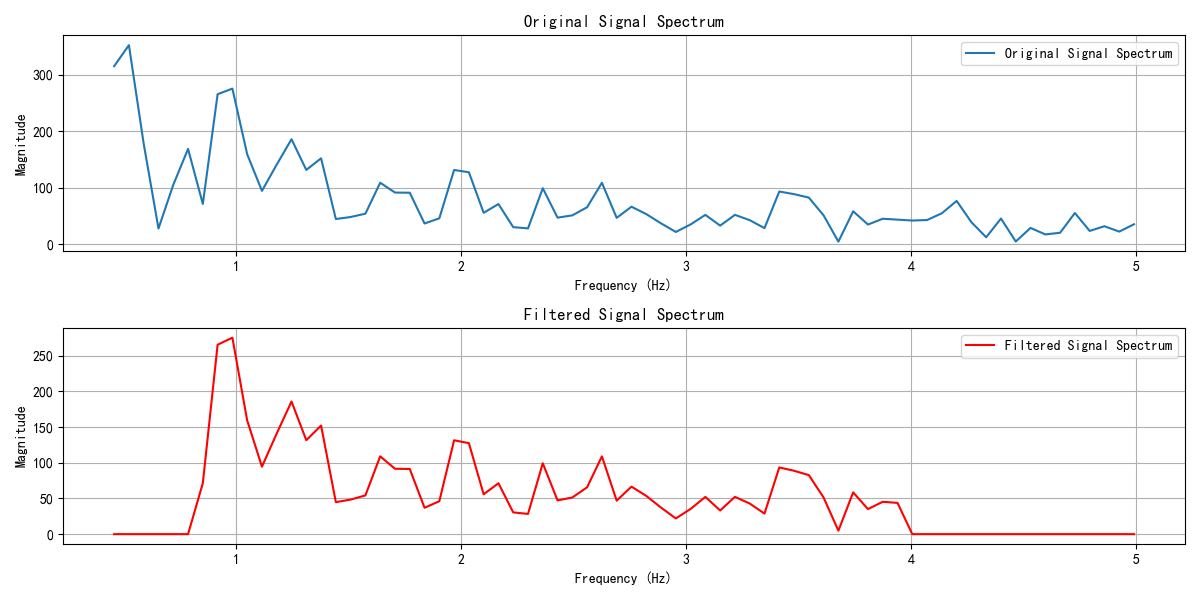 Original Signal Spectrum
Original Signal Spectrum
Magnitude
300
200
100
0
1 2 3 4 5
Frequency (Hz)
Filtered Signal Spectrum
Filtered Signal Spectrum
Magnitude
250
200
150
100
50
0
1 2 3 4 5
Frequency (Hz)